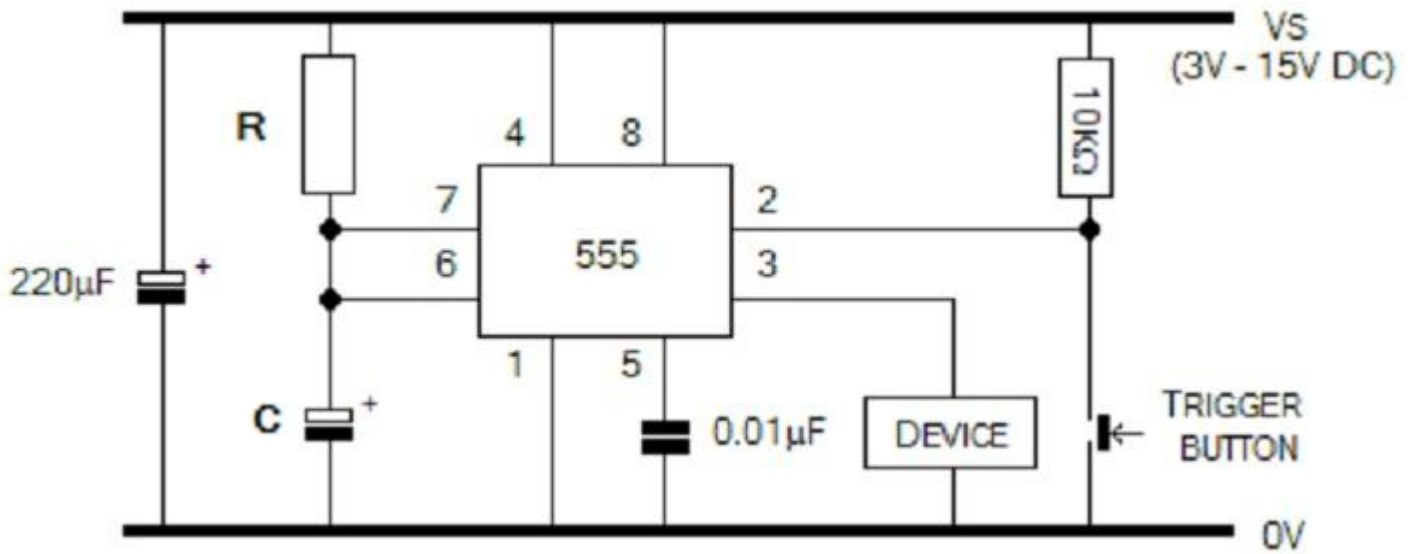 VS
(3V - 15V DC)
R
4
8
10KΩ
7
2
555
220µF
+
6
3
1
5
C
+
0.01µF
DEVICE
TRIGGER
BUTTON
0V